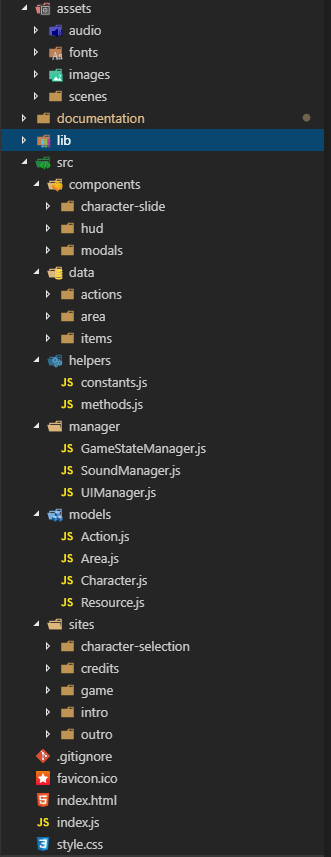 assets
audio
fonts
images
scenes
documentation
lib
src
components
character-slide
hud
modals
data
actions
area
items
helpers
JS constants.js
JS methods.js
manager
JS GameStateManager.js
JS SoundManager.js
JS UIManager.js
models
JS Action.js
JS Area.js
JS Character.js
JS Resource.js
sites
character-selection
credits
game
intro
outro
.gitignore
favicon.ico
index.html
JS index.js
style.css